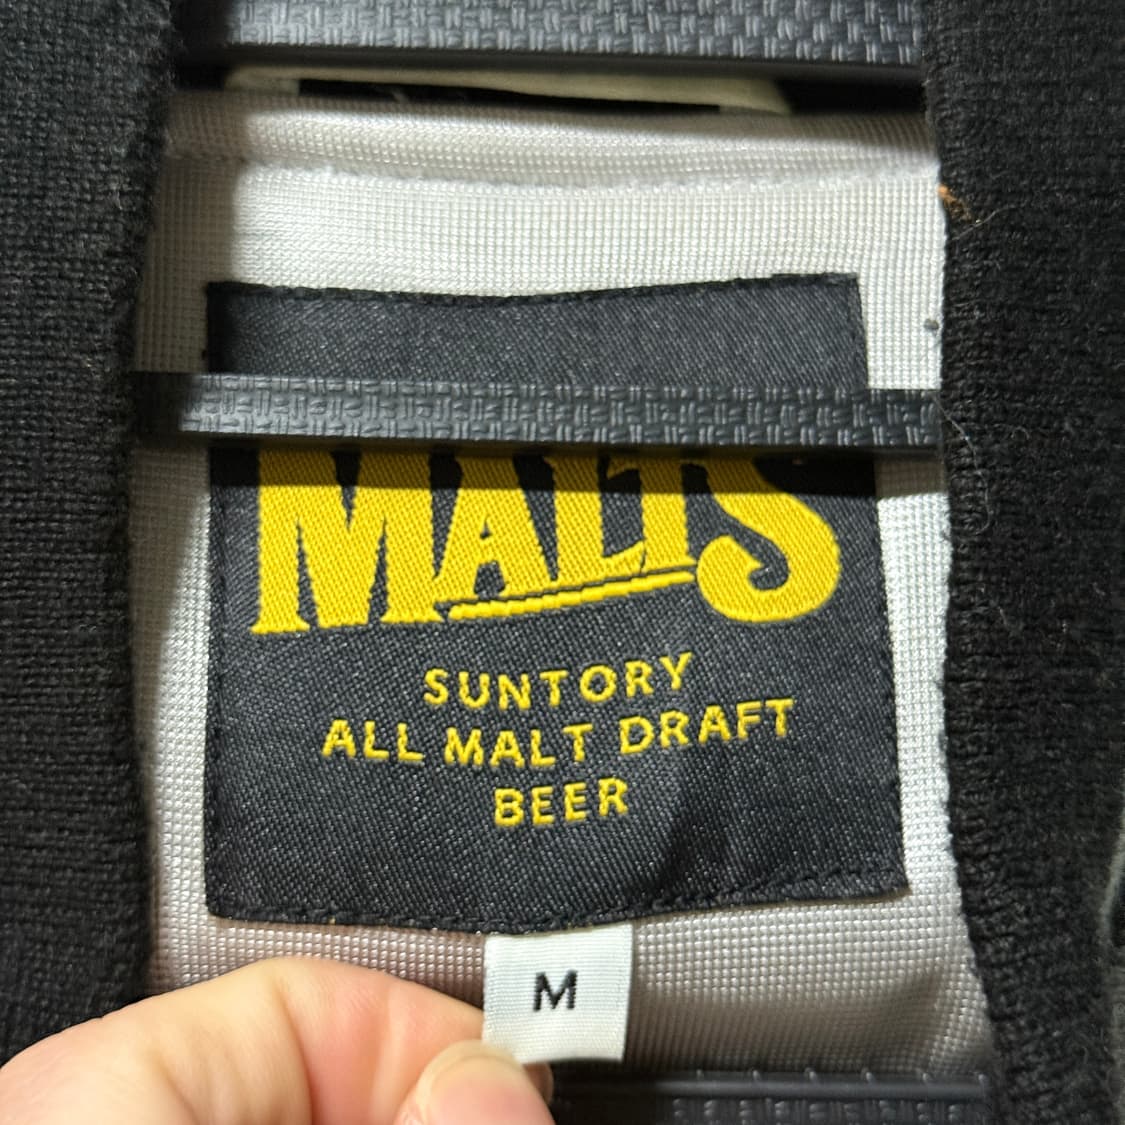 MALTS
SUNTORY
ALL MALT DRAFT
BEER
M